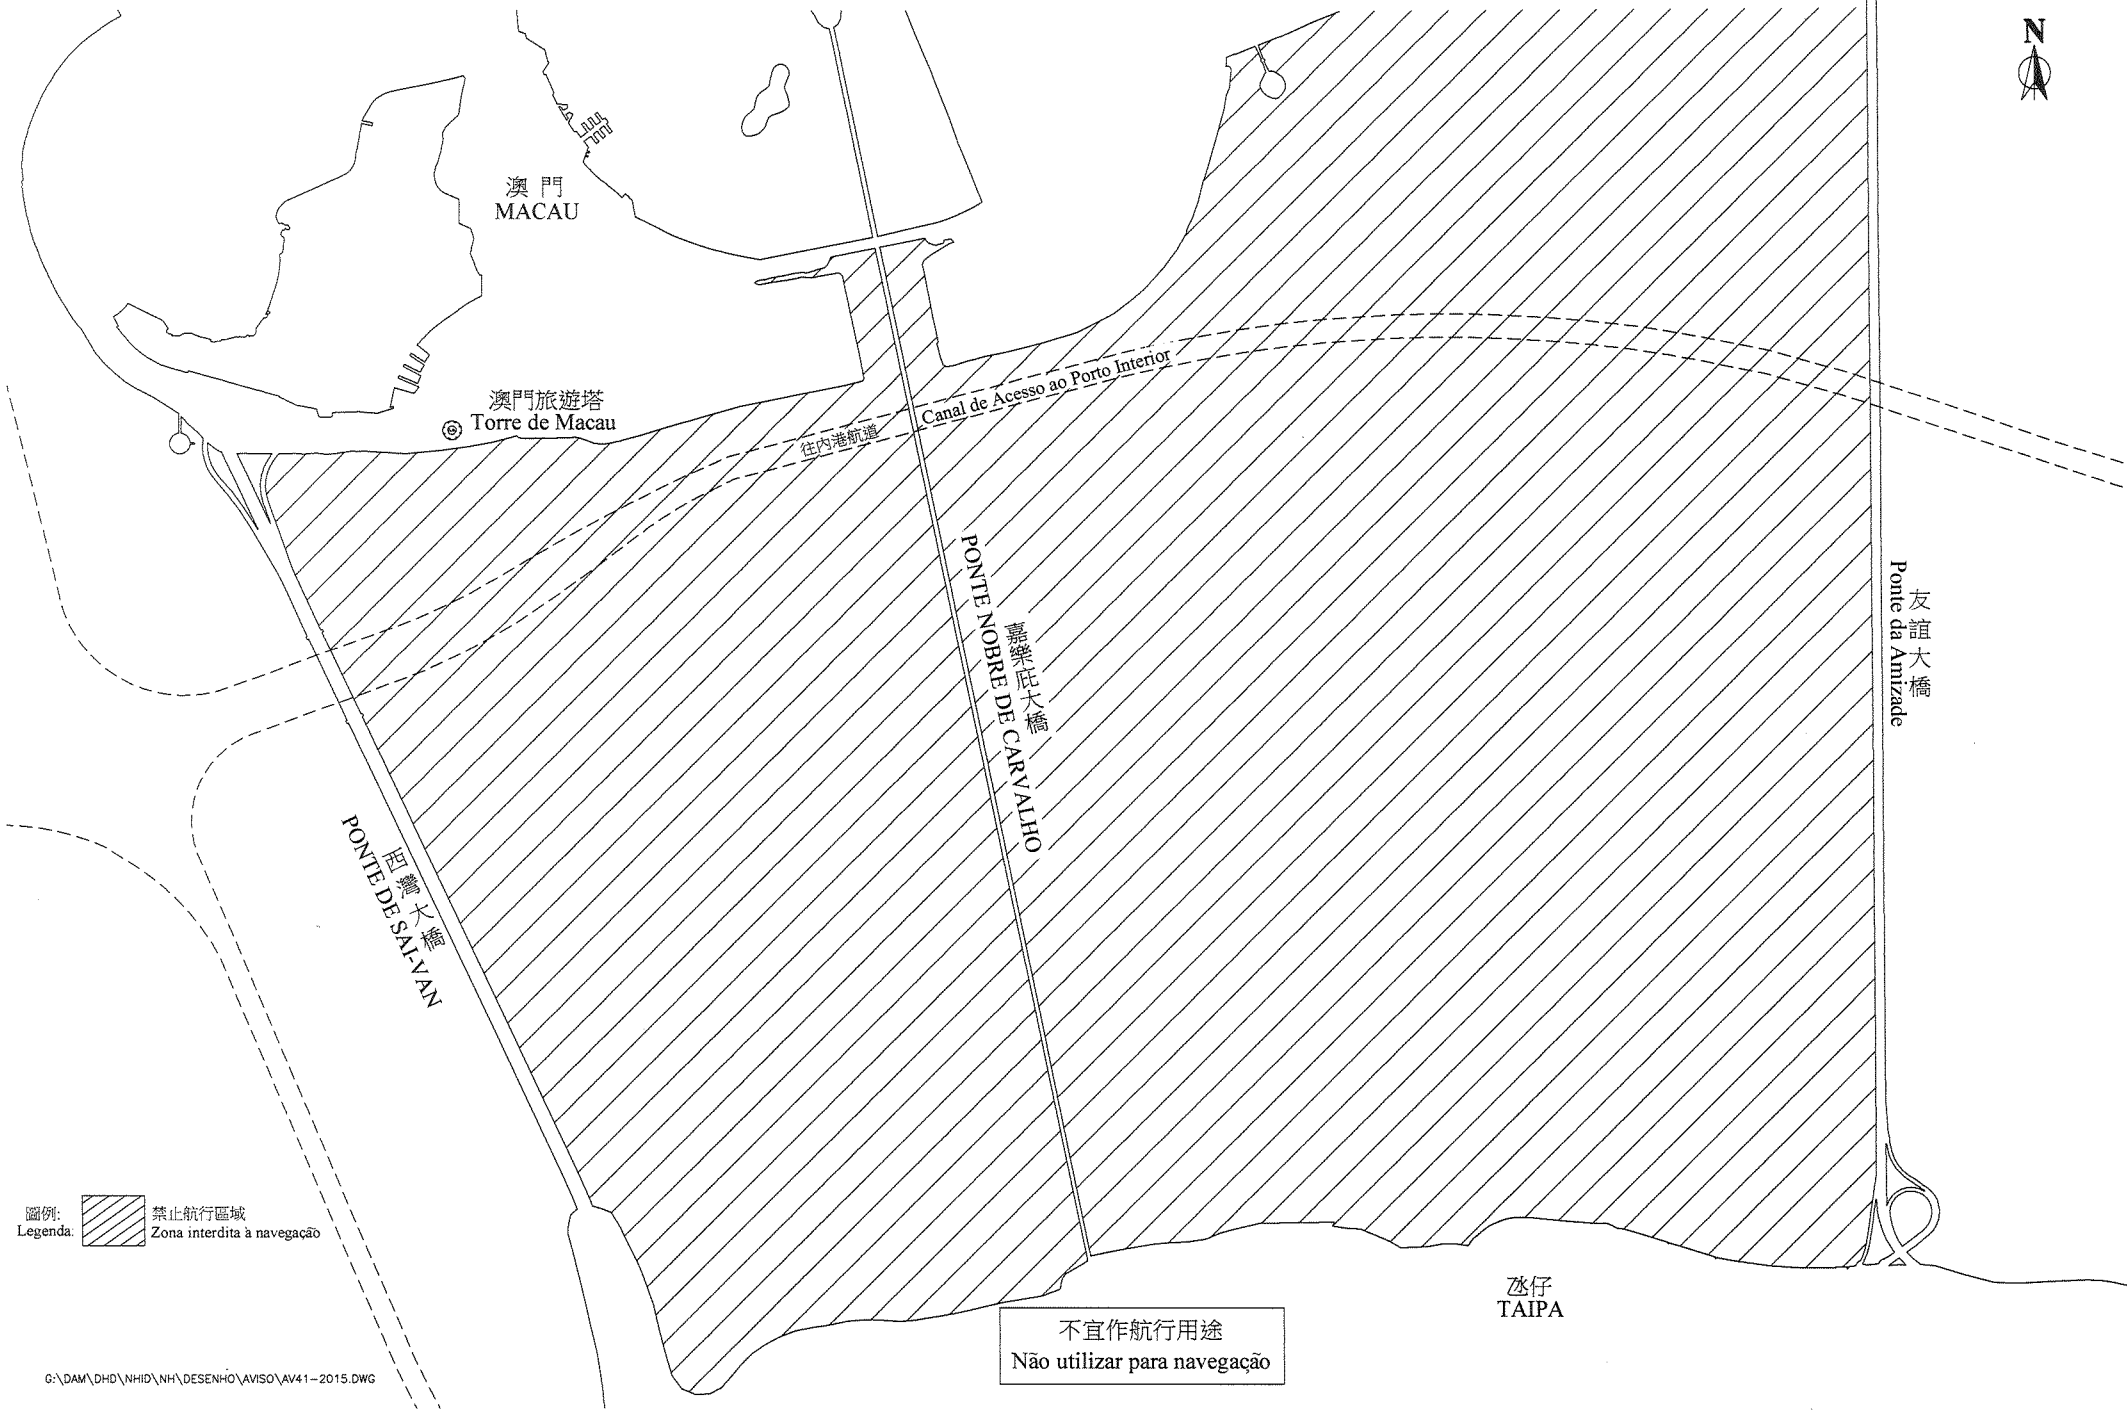 N
澳 門
MACAU
澳門旅遊塔
Torre de Macau
往內港航道
Canal de Acesso ao Porto Interior
嘉樂庇大橋
PONTE NOBRE DE CARVALHO
友誼大橋
Ponte da Amizade
西灣大橋
PONTE DE SAI-VAN
圖例:
Legenda:
禁止航行區域
Zona interdita à navegação
氹仔
TAIPA
不宜作航行用途
Não utilizar para navegação
G:\DAM\DHD\NHID\NH\DESENHO\AVISO\AV41-2015.DWG